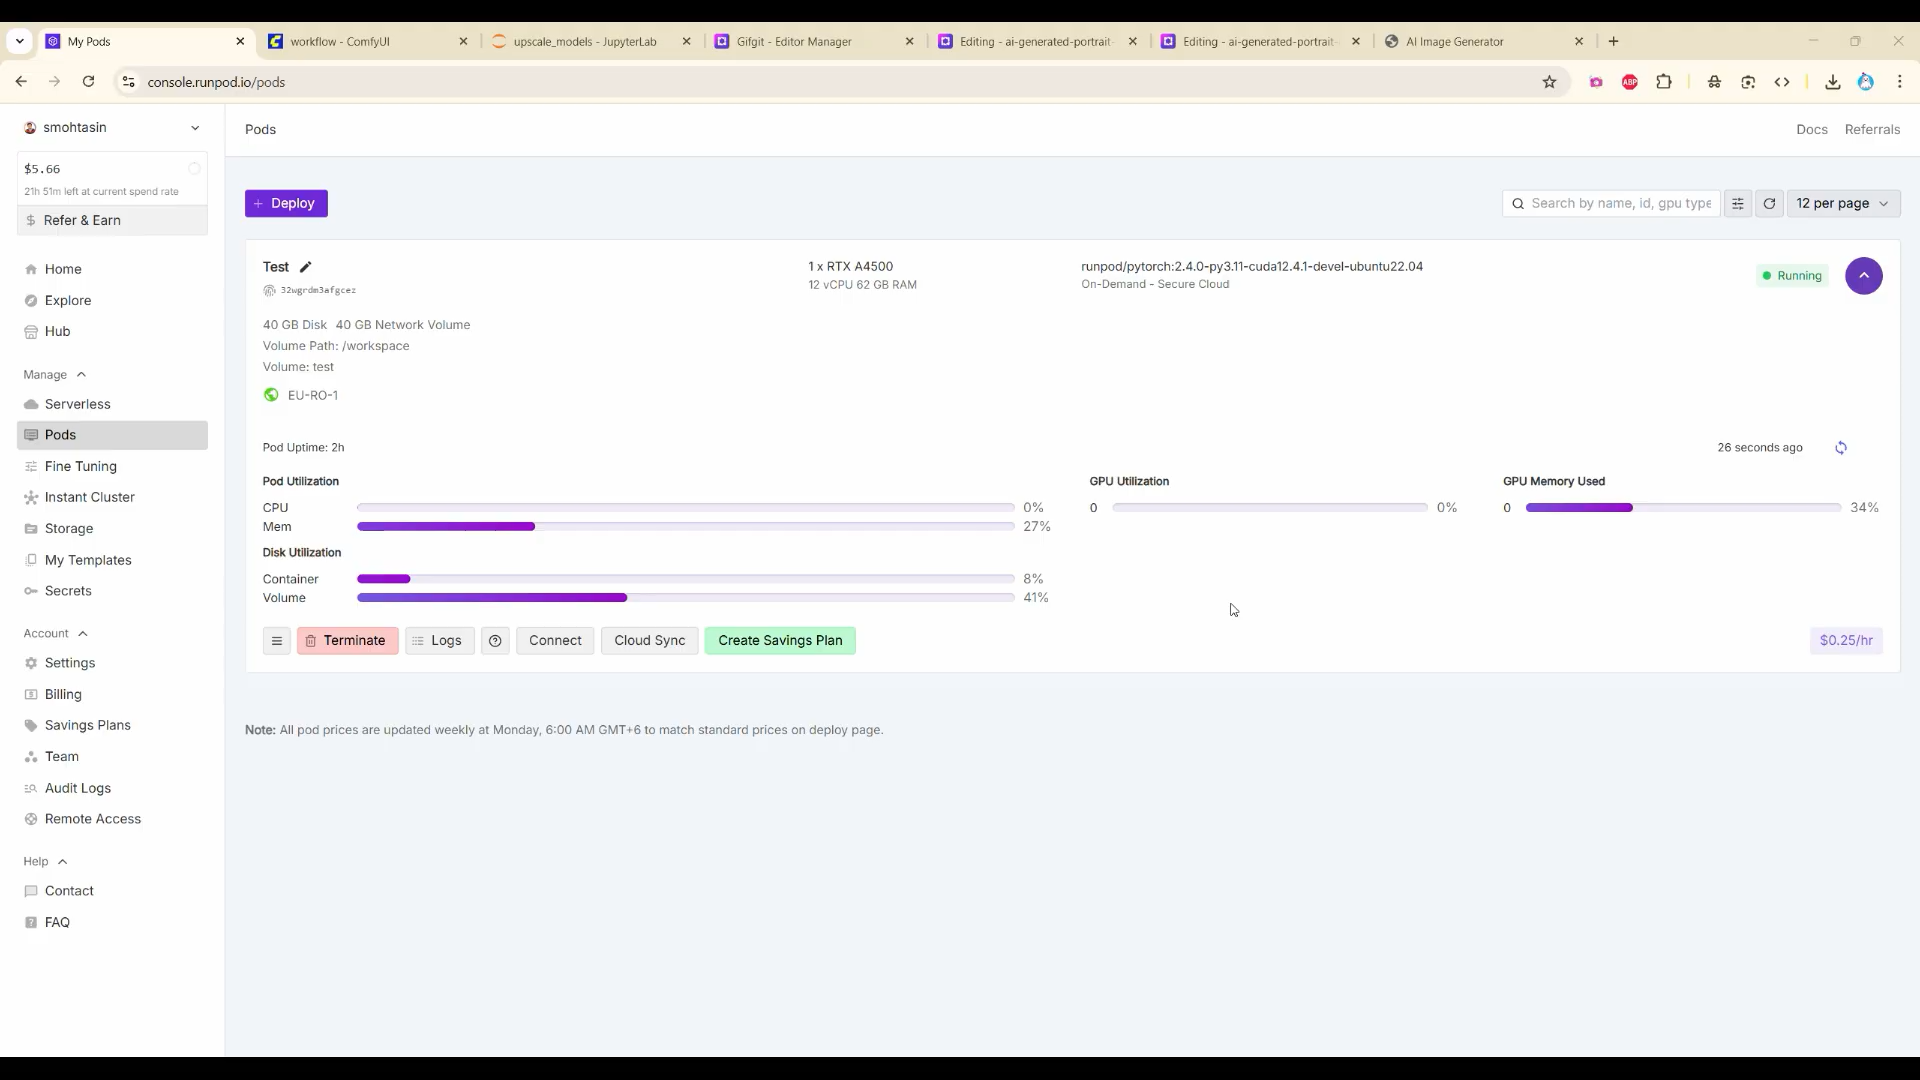 My Pods
workflow - ComfyUI
upscale_models - JupyterLab
Gifgit - Editor Manager
Editing - ai-generated-portrait-
Editing - ai-generated-portrait-
AI Image Generator
console.runpod.io/pods
ABP
smohtasin
$5.66
21h 51m left at current spend rate
Refer & Earn
Home
Explore
Hub
Manage
Serverless
Pods
Fine Tuning
Instant Cluster
Storage
My Templates
Secrets
Account
Settings
Billing
Savings Plans
Team
Audit Logs
Remote Access
Help
Contact
FAQ
Pods
Docs
Referrals
+ Deploy
Search by name, id, gpu type
12 per page
Test
32wgrdm3afgcez
1 x RTX A4500
12 vCPU 62 GB RAM
runpod/pytorch:2.4.0-py3.11-cuda12.4.1-devel-ubuntu22.04
On-Demand - Secure Cloud
Running
40 GB Disk 40 GB Network Volume
Volume Path: /workspace
Volume: test
EU-RO-1
Pod Uptime: 2h
26 seconds ago
Pod Utilization
CPU 0%
Mem 27%
Disk Utilization
Container 8%
Volume 41%
GPU Utilization
0 0%
GPU Memory Used
0 34%
Terminate
Logs
Connect
Cloud Sync
Create Savings Plan
$0.25/hr
Note: All pod prices are updated weekly at Monday, 6:00 AM GMT+6 to match standard prices on deploy page.